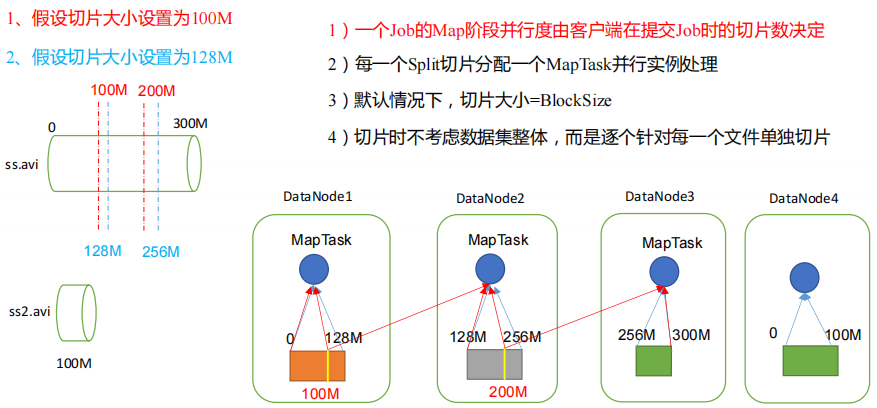 1、假设切片大小设置为100M
2、假设切片大小设置为128M
1）一个Job的Map阶段并行度由客户端在提交Job时的切片数决定
2）每一个Split切片分配一个MapTask并行实例处理
3）默认情况下，切片大小=BlockSize
4）切片时不考虑数据集整体，而是逐个针对每一个文件单独切片
100M 200M
0 300M
ss.avi
128M 256M
ss2.avi
100M
DataNode1 DataNode2 DataNode3 DataNode4
MapTask MapTask MapTask
0 128M 128M 256M 256M 300M 0 100M
100M 200M